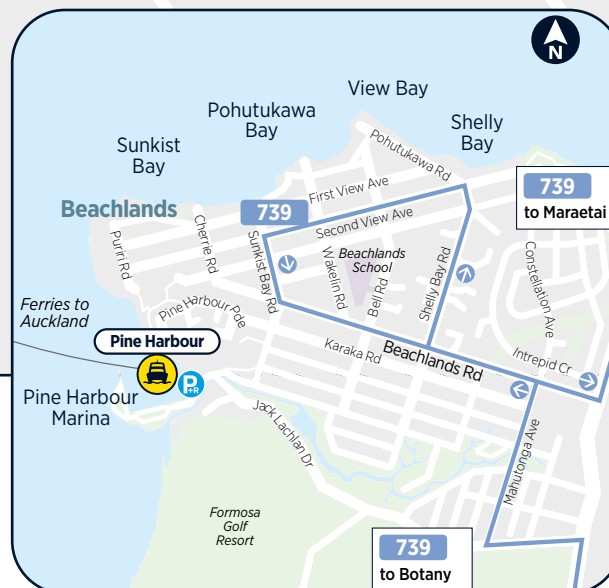 N
View Bay
Pohutukawa
Bay
Shelly
Bay
Sunkist
Bay
Pohutukawa Rd
First View Ave
739
to Maraetai
Beachlands
739
Second View Ave
Puriri Rd
Cherrie Rd
Sunkist Bay Rd
Wakelin Rd
Beachlands
School
Bell Rd
Shelly Bay Rd
Constellation Ave
Ferries to
Auckland
Pine Harbour Pde
Pine Harbour
Karaka Rd
Beachlands Rd
Intrepid Cr
P+R
Pine Harbour
Marina
Jack Lachlan Dr
Mahutonga Ave
Formosa
Golf
Resort
739
to Botany